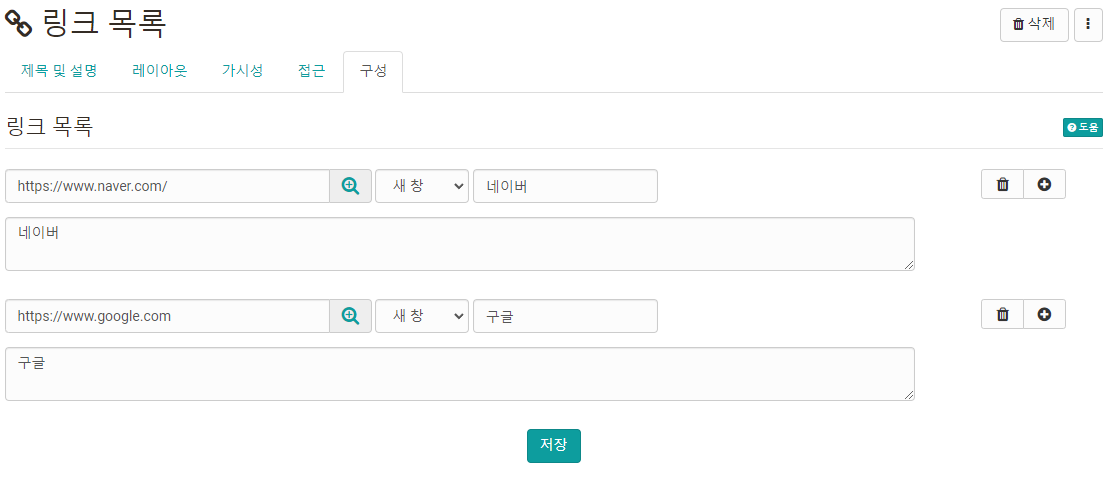 링크 목록
삭제
제목 및 설명 레이아웃 가시성 접근 구성
링크 목록
도움
https://www.naver.com/ 새 창 네이버
네이버
https://www.google.com 새 창 구글
구글
저장